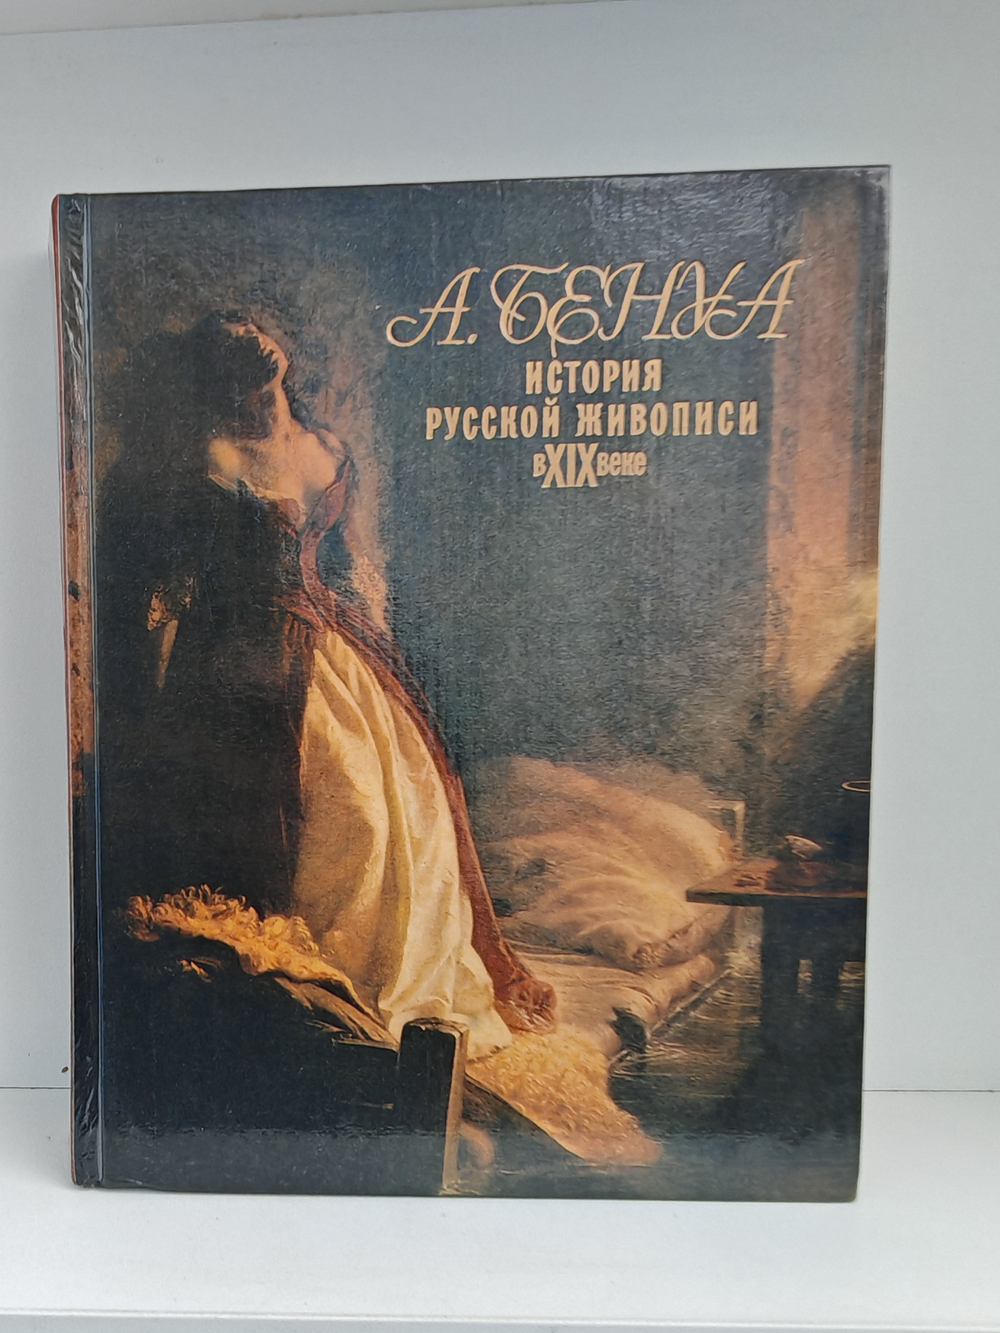 А. БЕНУА
ИСТОРИЯ
РУССКОЙ ЖИВОПИСИ
в XIX веке